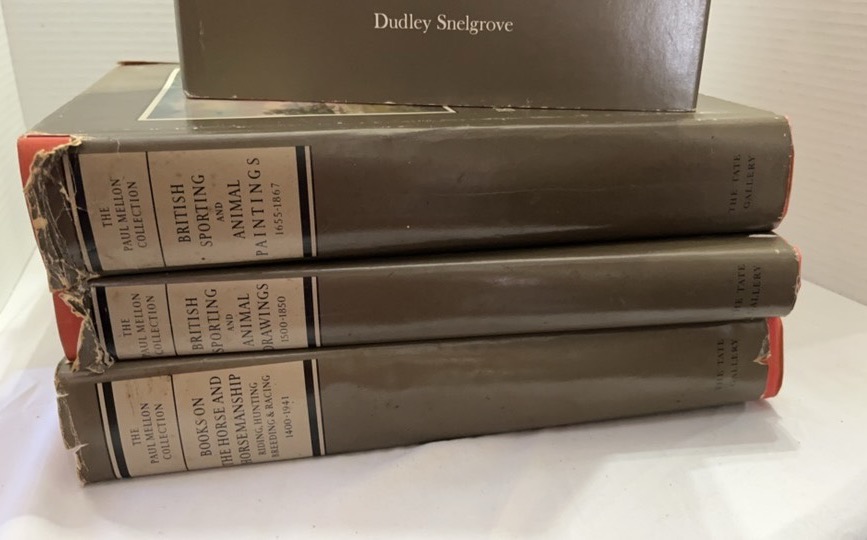 Dudley Snelgrove
THE
PAUL MELLON
COLLECTION
BRITISH
SPORTING
AND
ANIMAL
PAINTINGS
1655-1867
THE TATE
GALLERY
THE
PAUL MELLON
COLLECTION
BRITISH
SPORTING
AND
ANIMAL
DRAWINGS
1500-1850
THE TATE
GALLERY
THE
PAUL MELLON
COLLECTION
BOOKS ON
THE HORSE AND
HORSEMANSHIP
RIDING, HUNTING
BREEDING & RACING
1400-1941
THE TATE
GALLERY